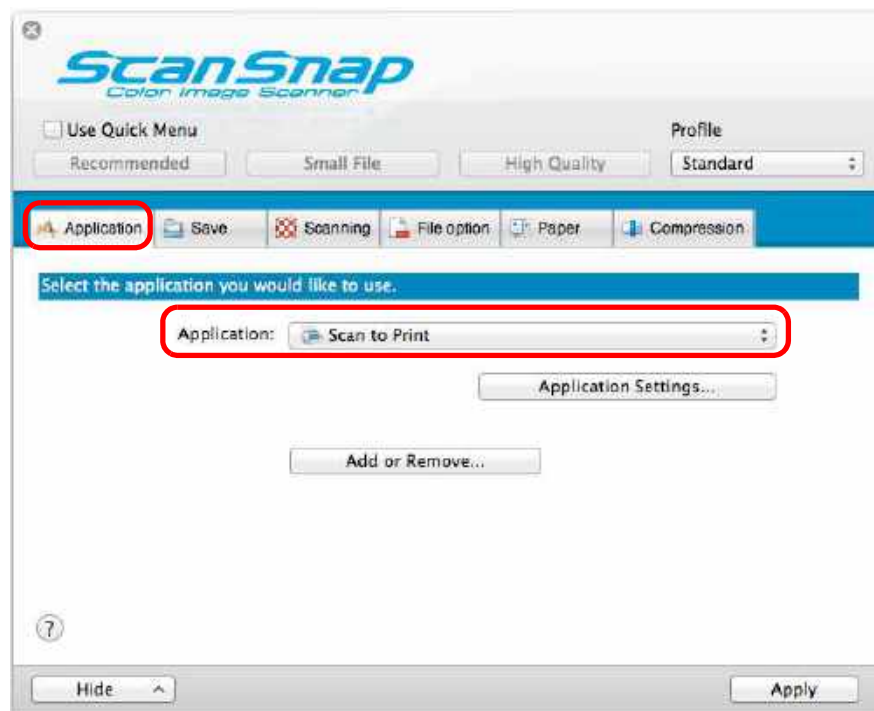 ScanSnap
Color Image Scanner
Use Quick Menu Profile
Recommended Small File High Quality Standard
Application Save Scanning File option Paper Compression
Select the application you would like to use.
Application: Scan to Print
Application Settings...
Add or Remove...
?
Hide Apply